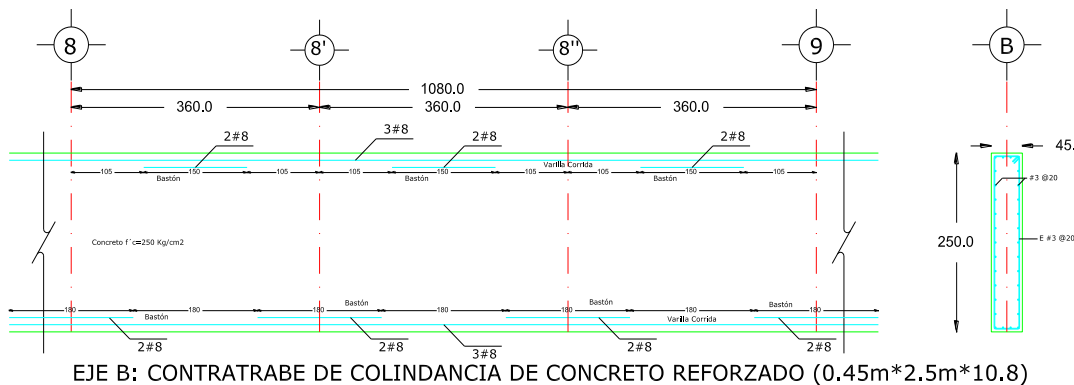 8
8'
8"
9
B
1080.0
360.0
360.0
360.0
2#8
3#8
2#8
2#8
45.
Varilla Corrida
105
150
105
105
150
105
105
150
105
Bastón
Bastón
Bastón
#3 @20
Concreto f´c=250 Kg/cm2
250.0
E #3 @20
Bastón
Bastón
Bastón
180
180
180
180
180
180
180
Bastón
Bastón
Varilla Corrida
2#8
2#8
3#8
2#8
2#8
EJE B: CONTRATRABE DE COLINDANCIA DE CONCRETO REFORZADO (0.45m*2.5m*10.8)